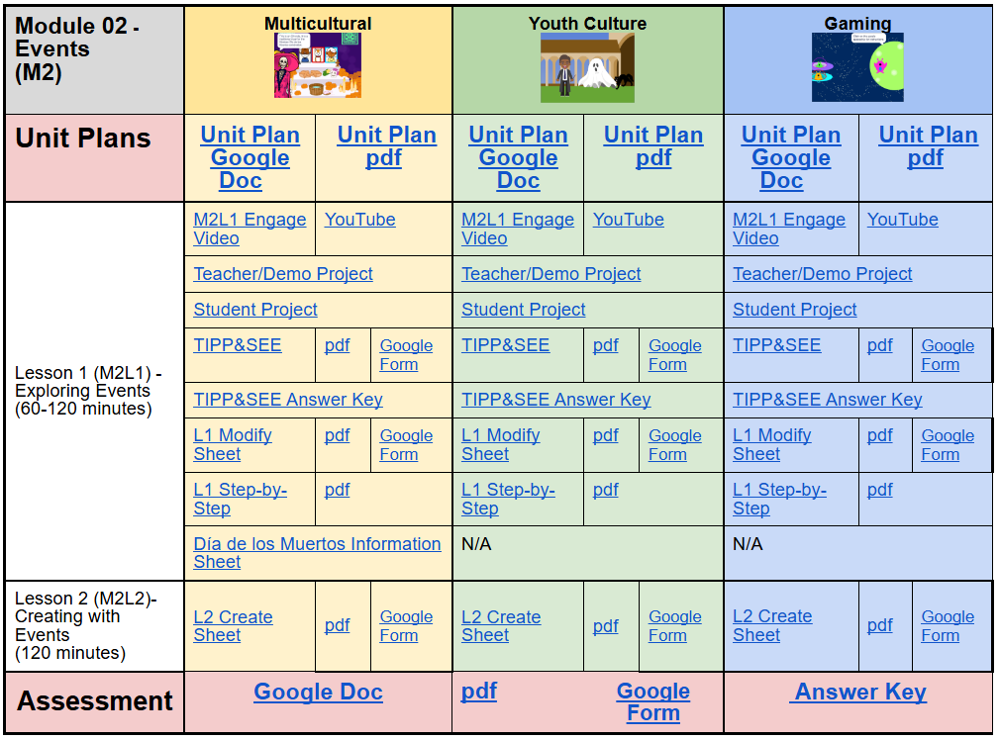 Module 02 -
Events
(M2)
Multicultural
Youth Culture
Gaming
Unit Plans
Unit Plan
Google
Doc
Unit Plan
pdf
Unit Plan
Google
Doc
Unit Plan
pdf
Unit Plan
Google
Doc
Unit Plan
pdf
Lesson 1 (M2L1) -
Exploring Events
(60-120 minutes)
M2L1 Engage
Video
YouTube
M2L1 Engage
Video
YouTube
M2L1 Engage
Video
YouTube
Teacher/Demo Project
Teacher/Demo Project
Teacher/Demo Project
Student Project
Student Project
Student Project
TIPP&SEE
pdf
Google
Form
TIPP&SEE
pdf
Google
Form
TIPP&SEE
pdf
Google
Form
TIPP&SEE Answer Key
TIPP&SEE Answer Key
TIPP&SEE Answer Key
L1 Modify
Sheet
pdf
Google
Form
L1 Modify
Sheet
pdf
Google
Form
L1 Modify
Sheet
pdf
Google
Form
L1 Step-by-
Step
pdf
L1 Step-by-
Step
pdf
L1 Step-by-
Step
pdf
Día de los Muertos Information
Sheet
N/A
N/A
Lesson 2 (M2L2)-
Creating with
Events
(120 minutes)
L2 Create
Sheet
pdf
Google
Form
L2 Create
Sheet
pdf
Google
Form
L2 Create
Sheet
pdf
Google
Form
Assessment
Google Doc
pdf
Google
Form
Answer Key